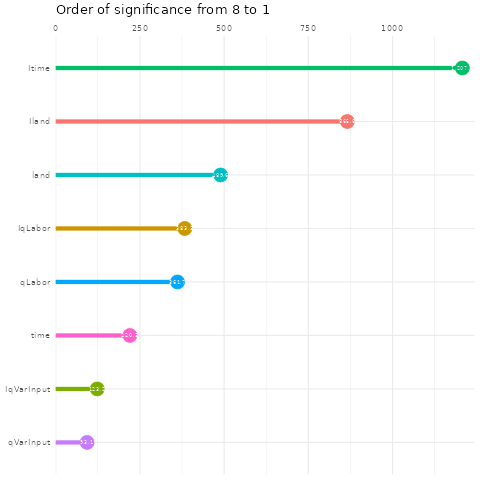 Order of significance from 8 to 1
0 250 500 750 1000
ltime
lland
land
lqLabor
qLabor
time
lqVarInput
qVarInput